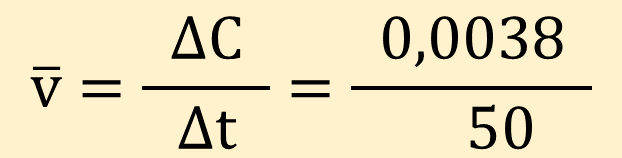 v̅ = ΔC / Δt = 0,0038 / 50